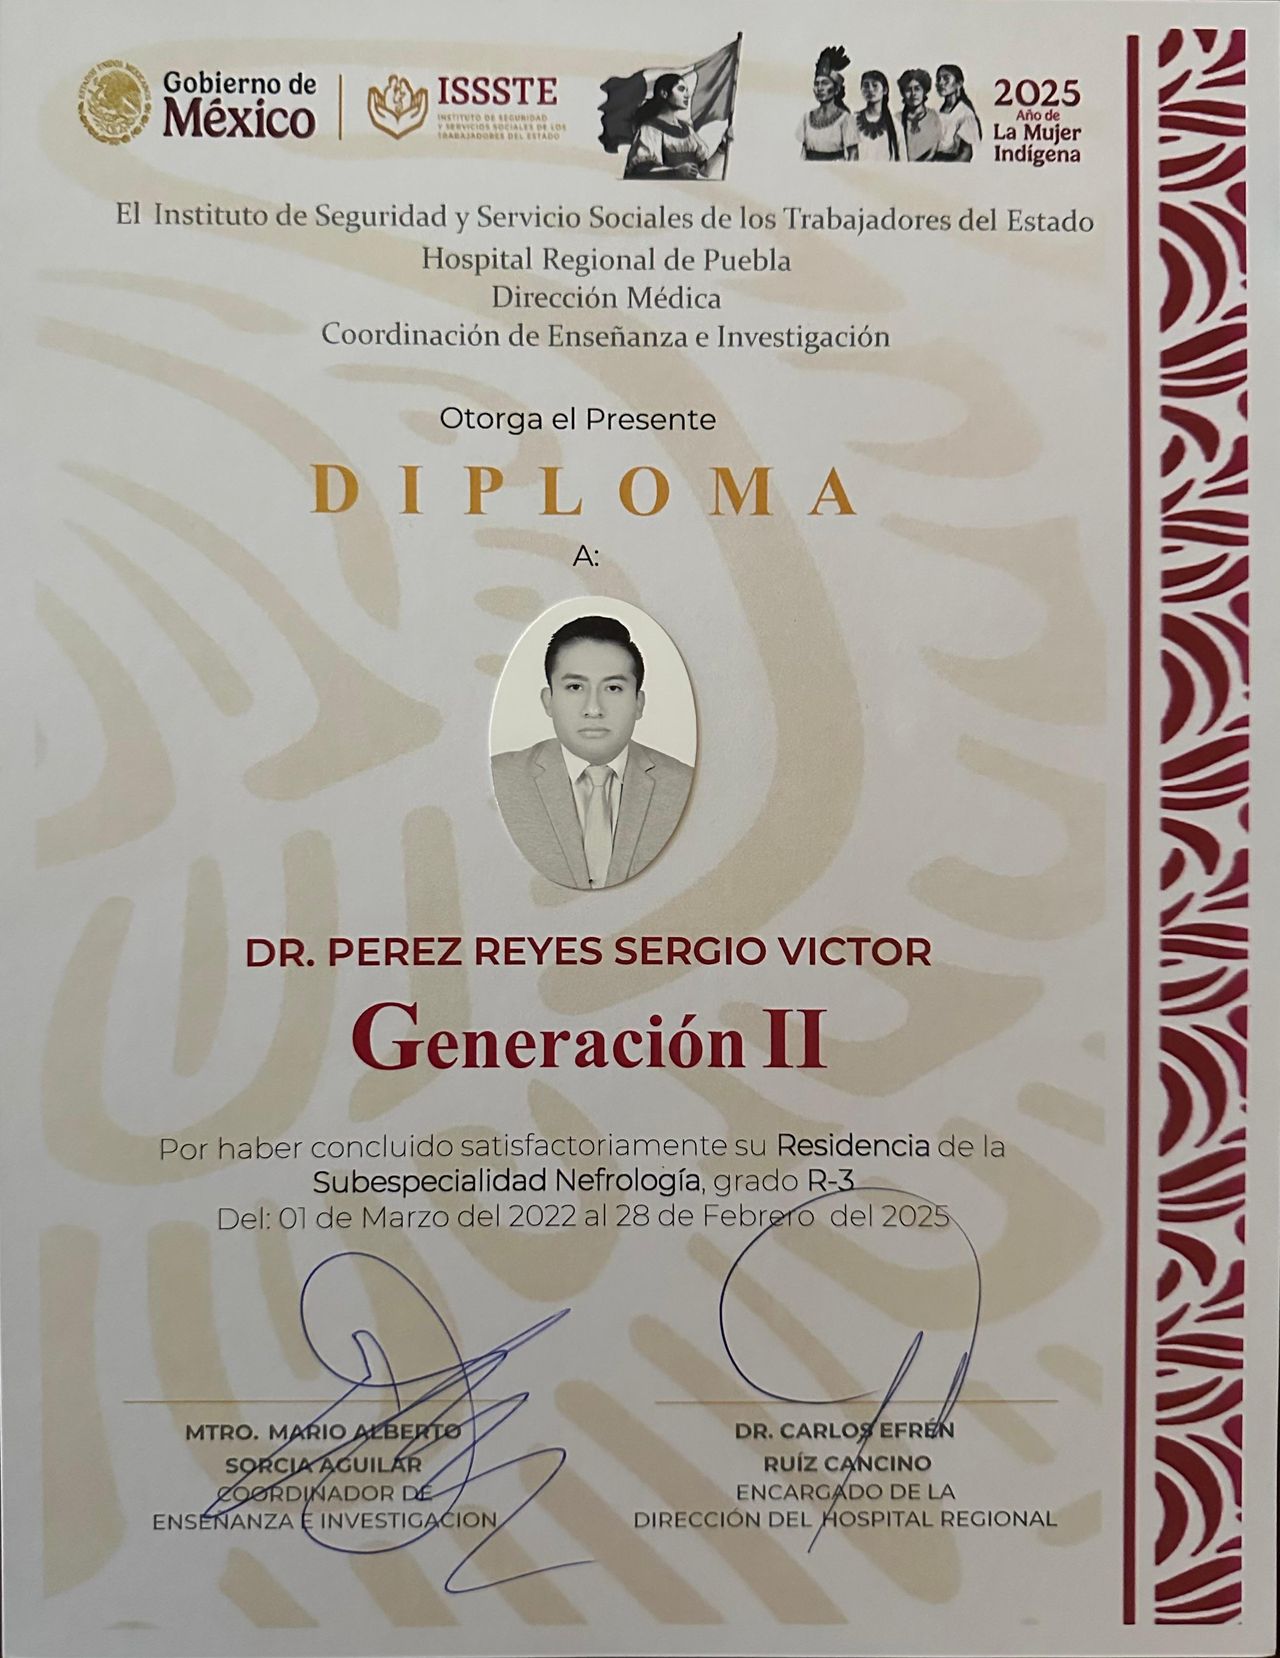 Gobierno de
México
ISSSTE
INSTITUTO DE SEGURIDAD
Y SERVICIOS SOCIALES DE LOS
TRABAJADORES DEL ESTADO
2025
Año de
La Mujer
Indígena
El Instituto de Seguridad y Servicio Sociales de los Trabajadores del Estado
Hospital Regional de Puebla
Dirección Médica
Coordinación de Enseñanza e Investigación
Otorga el Presente
DIPLOMA
A:
DR. PEREZ REYES SERGIO VICTOR
Generación II
Por haber concluido satisfactoriamente su Residencia de la
Subespecialidad Nefrología, grado R-3
Del: 01 de Marzo del 2022 al 28 de Febrero del 2025
MTRO. MARIO ALBERTO
SORCIA AGUILAR
COORDINADOR DE
ENSEÑANZA E INVESTIGACION
DR. CARLOS EFRÉN
RUÍZ CANCINO
ENCARGADO DE LA
DIRECCIÓN DEL HOSPITAL REGIONAL